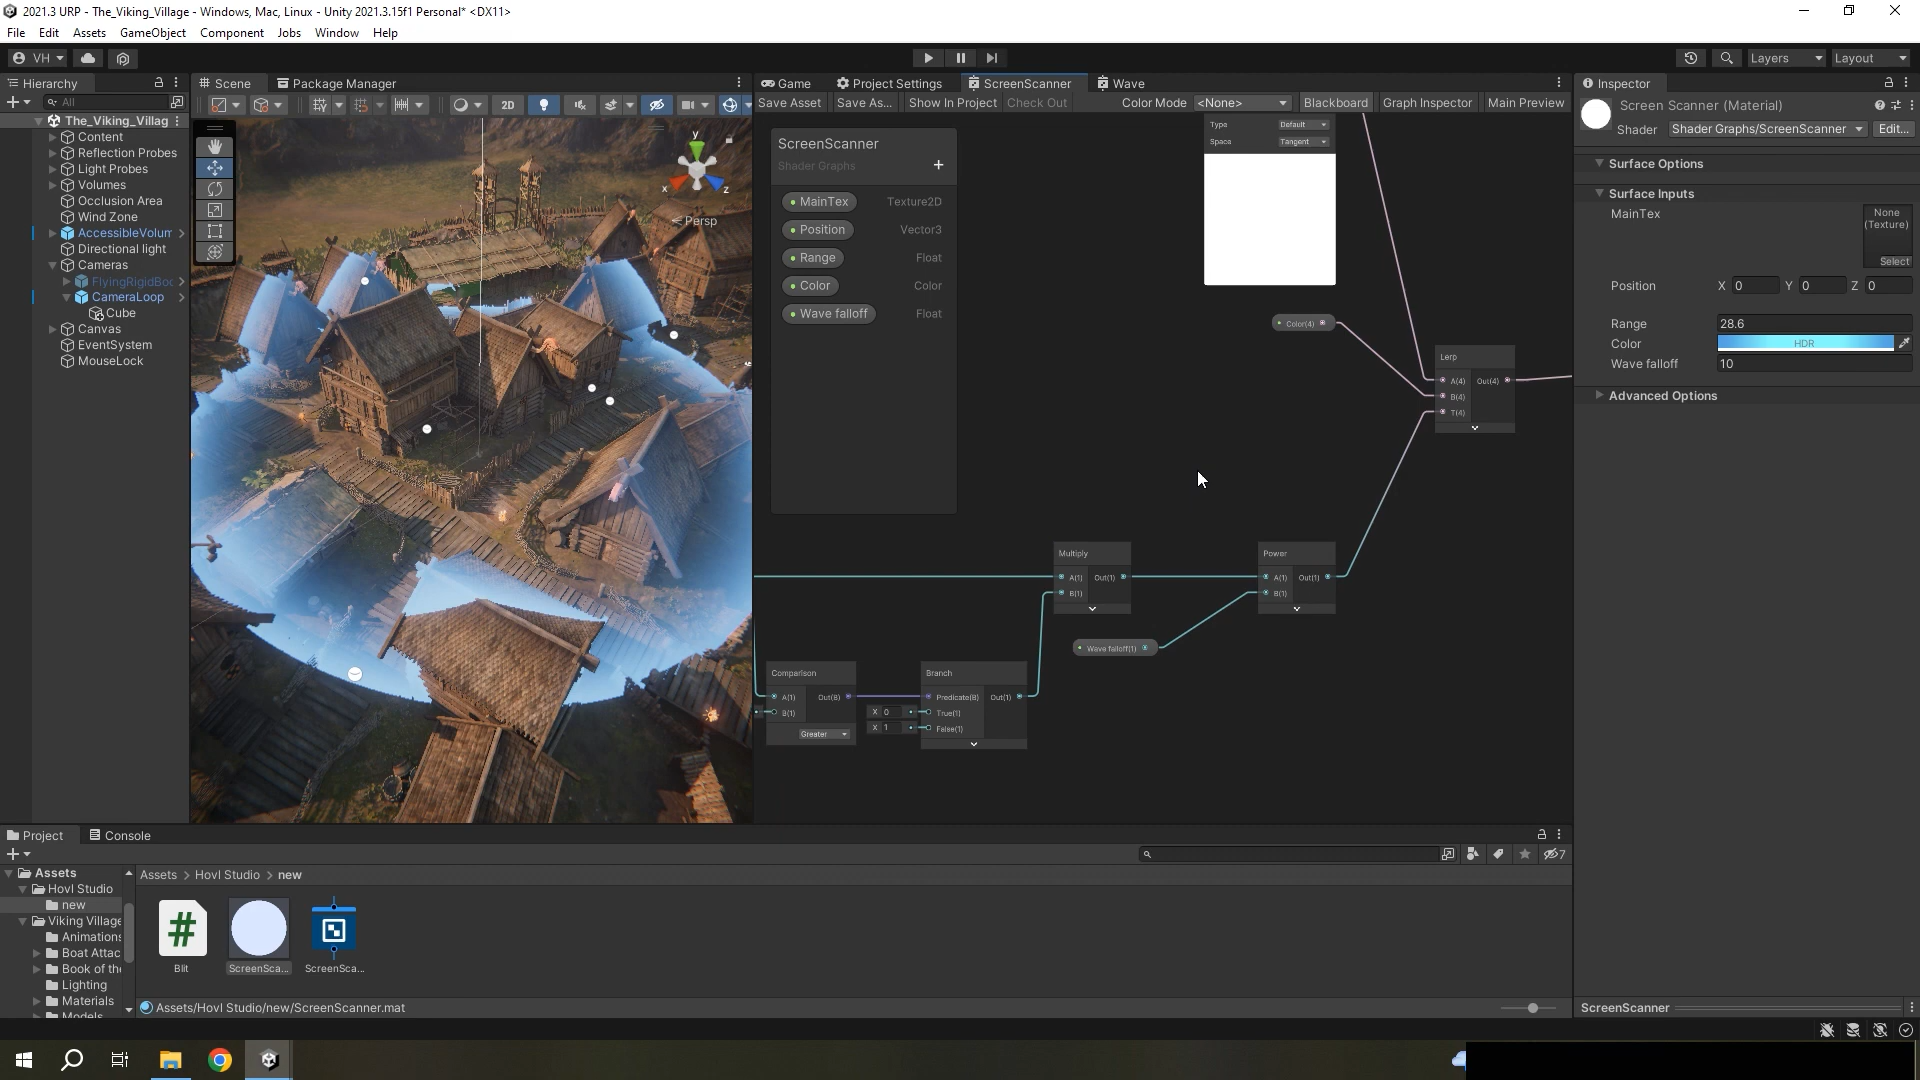 2021.3 URP - The_Viking_Village - Windows, Mac, Linux - Unity 2021.3.15f1 Personal* <DX11>
File Edit Assets GameObject Component Jobs Window Help
VH
Layers
Layout
Hierarchy
All
The_Viking_Villag
Content
Reflection Probes
Light Probes
Volumes
Occlusion Area
Wind Zone
AccessibleVolum
Directional light
Cameras
FlyingRigidBo
CameraLoop
Cube
Canvas
EventSystem
MouseLock
Scene
Package Manager
2D
y
x
z
Persp
Game
Project Settings
ScreenScanner
Wave
Save Asset
Save As...
Show In Project
Check Out
Color Mode
<None>
Blackboard
Graph Inspector
Main Preview
ScreenScanner
Shader Graphs
+
MainTex Texture2D
Position Vector3
Range Float
Color Color
Wave falloff Float
Type Default
Space Tangent
Color(4)
Lerp
A(4) Out(4)
B(4)
T(4)
Multiply
A(1) Out(1)
B(1)
Power
A(1) Out(1)
B(1)
Wave falloff(1)
Comparison
A(1) Out(B)
B(1)
Greater
Branch
Predicate(B) Out(1)
X 0 True(1)
X 1 False(1)
Inspector
Screen Scanner (Material)
Shader Shader Graphs/ScreenScanner Edit...
Surface Options
Surface Inputs
MainTex
None
(Texture)
Select
Position X 0 Y 0 Z 0
Range 28.6
Color HDR
Wave falloff 10
Advanced Options
ScreenScanner
Project
Console
7
Assets
Hovl Studio
new
Viking Village
Animations
Boat Attac
Book of the
Lighting
Materials
Models
Assets > Hovl Studio > new
Blit
ScreenSca...
ScreenSca...
Assets/Hovl Studio/new/ScreenScanner.mat